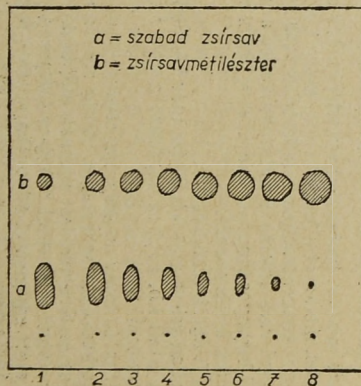 a = szabad zsírsav
b = zsírsavmetilészter
b
a
1 2 3 4 5 6 7 8